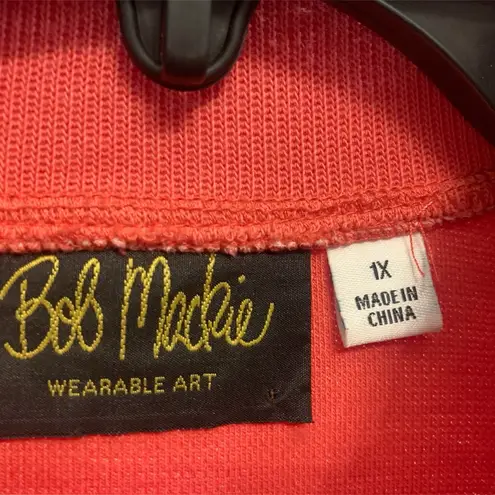 Bob Mackie
WEARABLE ART
1X
MADE IN
CHINA